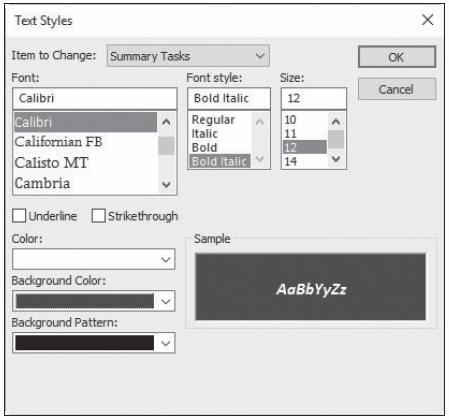 Text Styles
Item to Change: Summary Tasks
OK
Font: Font style: Size:
Cancel
Calibri Bold Italic 12
Calibri Regular 10
Californian FB Italic 11
Calisto MT Bold 12
Cambria Bold Italic 14
Underline Strikethrough
Color: Sample
AaBbYyZz
Background Color:
Background Pattern: